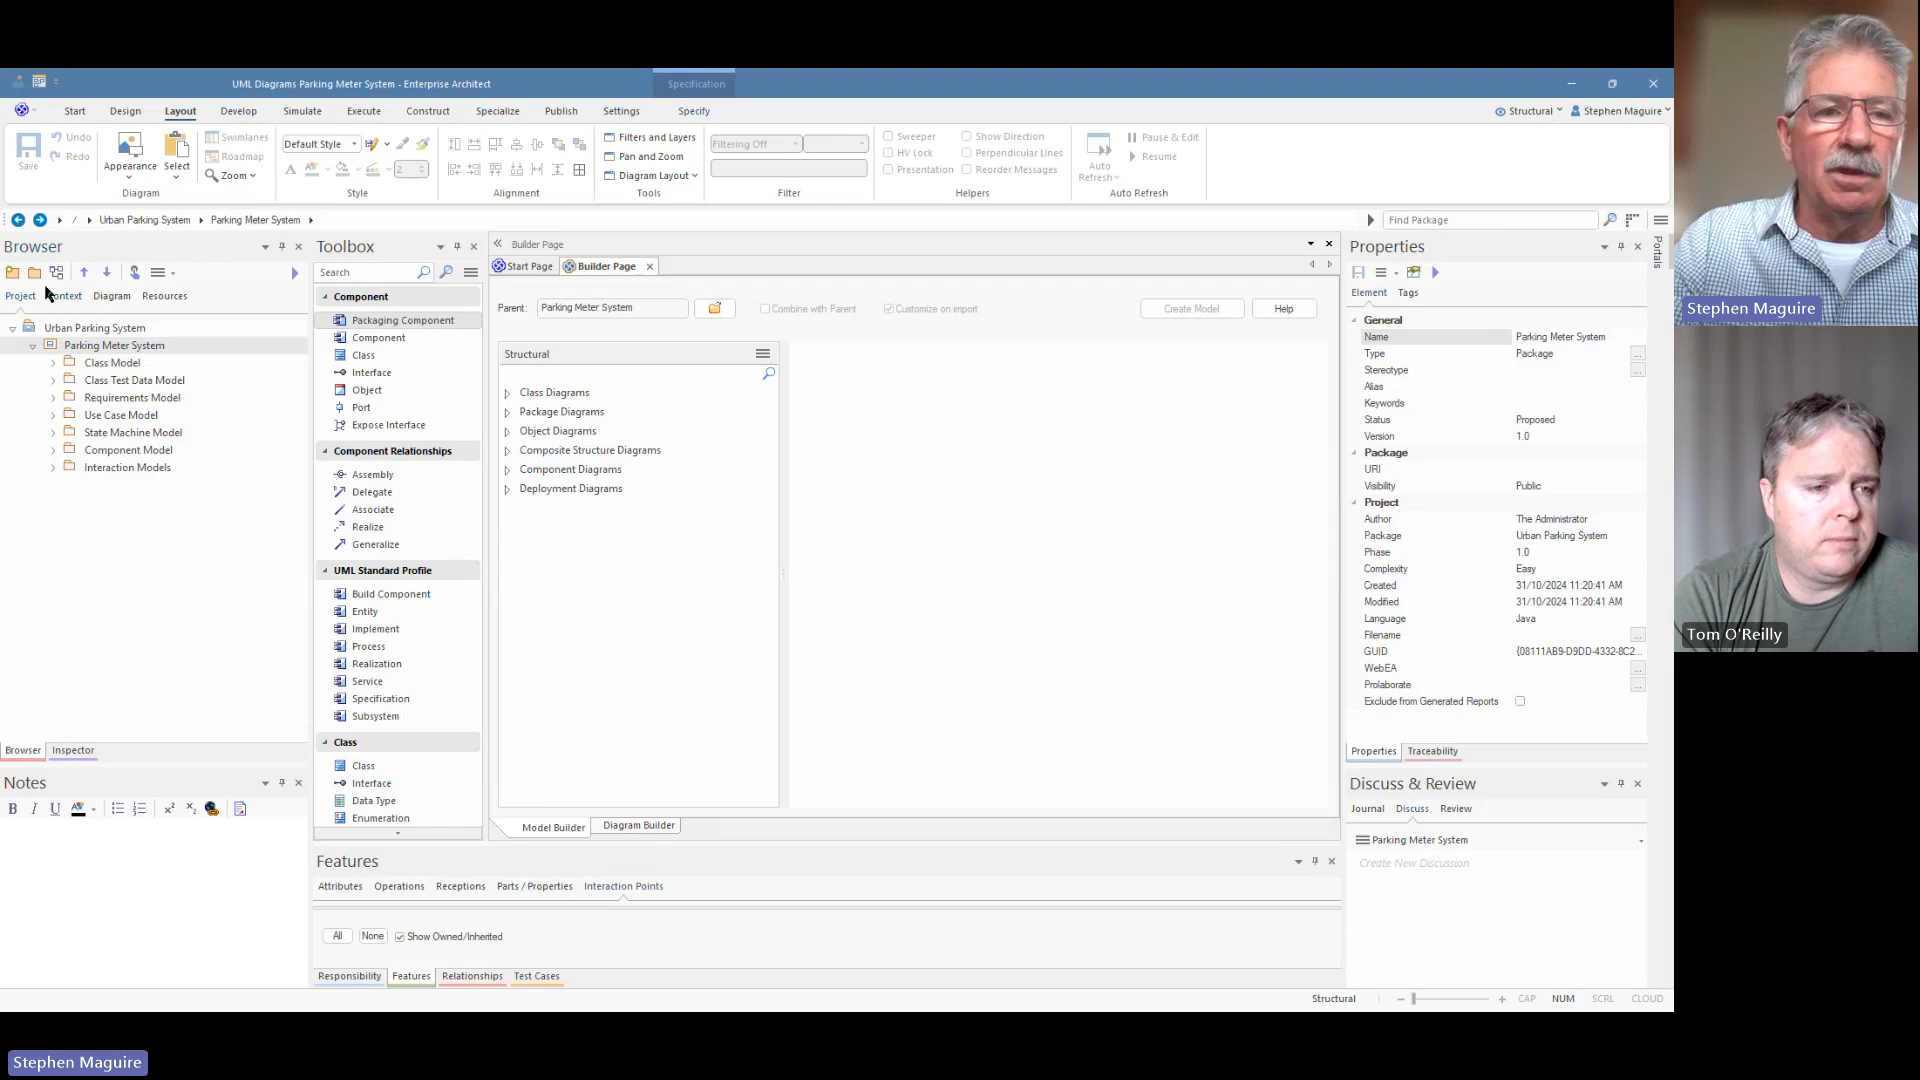 UML Diagrams Parking Meter System - Enterprise Architect
Specification
Start
Design
Layout
Develop
Simulate
Execute
Construct
Specialize
Publish
Settings
Specify
Structural
Stephen Maguire
Save
Undo
Redo
Appearance
Select
Swimlanes
Roadmap
Zoom
Diagram
Default Style
2
Style
Alignment
Filters and Layers
Pan and Zoom
Diagram Layout
Tools
Filtering Off
Filter
Sweeper
HV Lock
Presentation
Show Direction
Perpendicular Lines
Reorder Messages
Helpers
Auto
Refresh
Pause & Edit
Resume
Auto Refresh
/
Urban Parking System
Parking Meter System
Find Package
Browser
Project
Context
Diagram
Resources
Urban Parking System
Parking Meter System
Class Model
Class Test Data Model
Requirements Model
Use Case Model
State Machine Model
Component Model
Interaction Models
Browser
Inspector
Notes
B I U
Toolbox
Search
Component
Packaging Component
Component
Class
Interface
Object
Port
Expose Interface
Component Relationships
Assembly
Delegate
Associate
Realize
Generalize
UML Standard Profile
Build Component
Entity
Implement
Process
Realization
Service
Specification
Subsystem
Class
Class
Interface
Data Type
Enumeration
Builder Page
Start Page
Builder Page
Parent:
Parking Meter System
Combine with Parent
Customize on import
Create Model
Help
Structural
Class Diagrams
Package Diagrams
Object Diagrams
Composite Structure Diagrams
Component Diagrams
Deployment Diagrams
Model Builder
Diagram Builder
Features
Attributes
Operations
Receptions
Parts / Properties
Interaction Points
All
None
Show Owned/Inherited
Responsibility
Features
Relationships
Test Cases
Properties
Element
Tags
General
Name Parking Meter System
Type Package
Stereotype
Alias
Keywords
Status Proposed
Version 1.0
Package
URI
Visibility Public
Project
Author The Administrator
Package Urban Parking System
Phase 1.0
Complexity Easy
Created 31/10/2024 11:20:41 AM
Modified 31/10/2024 11:20:41 AM
Language Java
Filename
GUID {08111AB9-D9DD-4332-8C2...
WebEA
Prolaborate
Exclude from Generated Reports
Properties
Traceability
Portals
Discuss & Review
Journal
Discuss
Review
Parking Meter System
Create New Discussion
Structural
CAP
NUM
SCRL
CLOUD
Stephen Maguire
Tom O'Reilly
Stephen Maguire